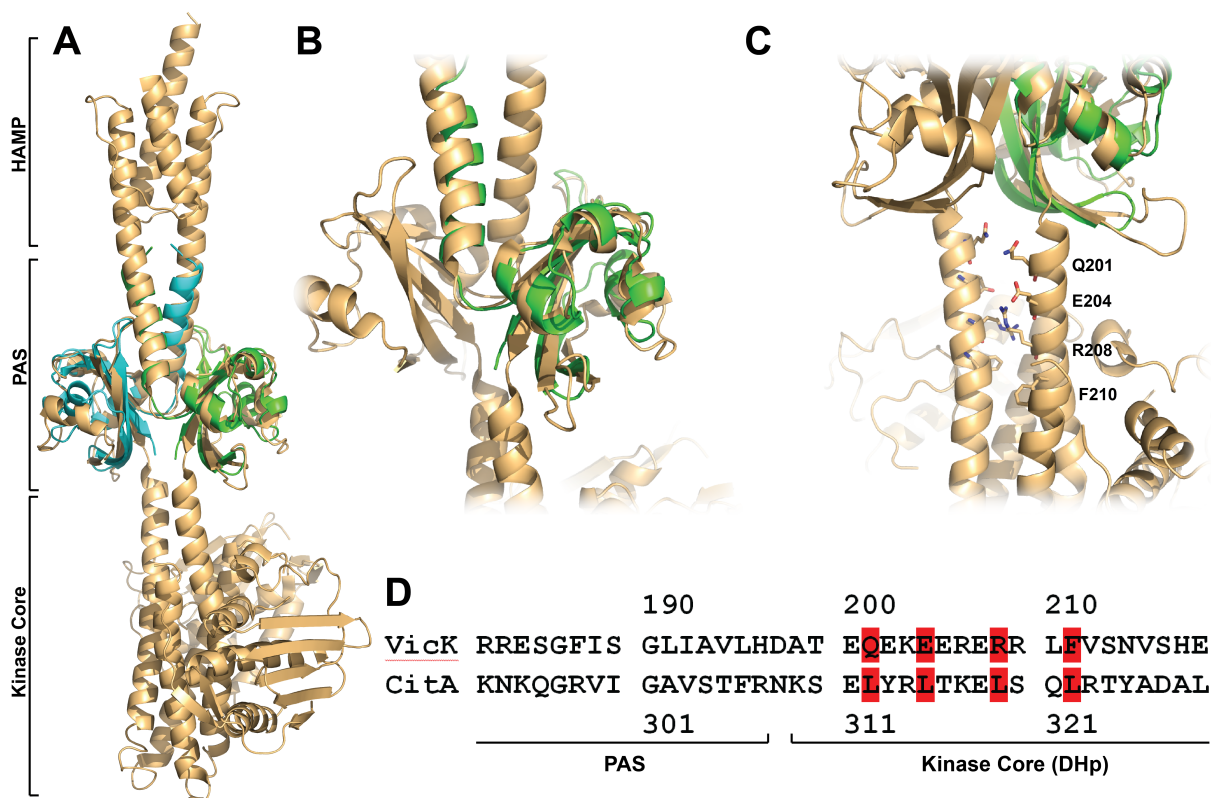 A
B
C
HAMP
PAS
Kinase Core
Q201
E204
R208
F210
D
190 200 210
VicK RRESGFIS GLIAVLHDAT EQEKEERERR LFVSNVSHE
CitA KNKQGRVI GAVSTFRNKS ELYRLTKELS QLRTYADAL
301 311 321
PAS Kinase Core (DHp)